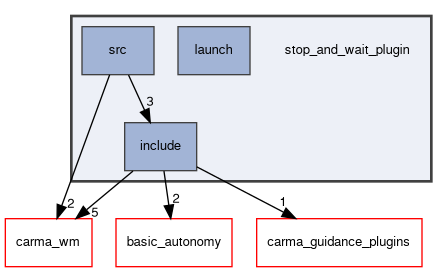 src
launch
stop_and_wait_plugin
3
include
2
5
2
1
carma_wm
basic_autonomy
carma_guidance_plugins